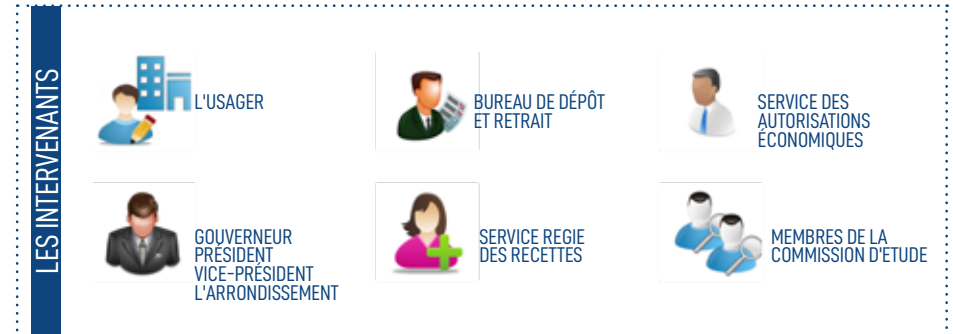 LES INTERVENANTS
L'USAGER
BUREAU DE DÉPÔT
ET RETRAIT
SERVICE DES
AUTORISATIONS
ÉCONOMIQUES
GOUVERNEUR
PRÉSIDENT
VICE-PRÉSIDENT
L'ARRONDISSEMENT
SERVICE REGIE
DES RECETTES
MEMBRES DE LA
COMMISSION D'ETUDE